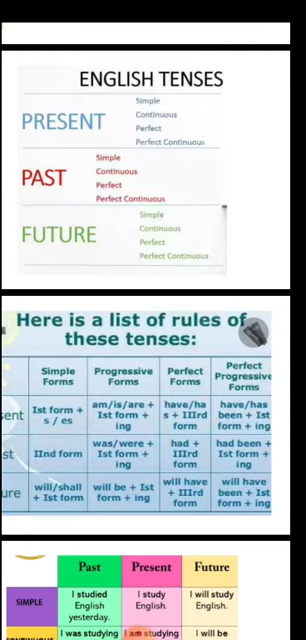 ENGLISH TENSES
PRESENT
Simple
Continuous
Perfect
Perfect Continuous
PAST
Simple
Continuous
Perfect
Perfect Continuous
FUTURE
Simple
Continuous
Perfect
Perfect Continuous
Here is a list of rules of
these tenses:
Simple Forms
Progressive Forms
Perfect Forms
Perfect Progressive Forms
sent
Ist form + s / es
am/is/are + Ist form + ing
have/ha s + IIIrd form
have/has been + Ist form + ing
st
IInd form
was/were + Ist form + ing
had + IIIrd form
had been + Ist form + ing
ure
will/shall + Ist form
will be + Ist form + ing
will have + IIIrd form
will have been + Ist form + ing
Past Present Future
SIMPLE
I studied English yesterday.
I study English.
I will study English.
I was studying
I am studying
I will be